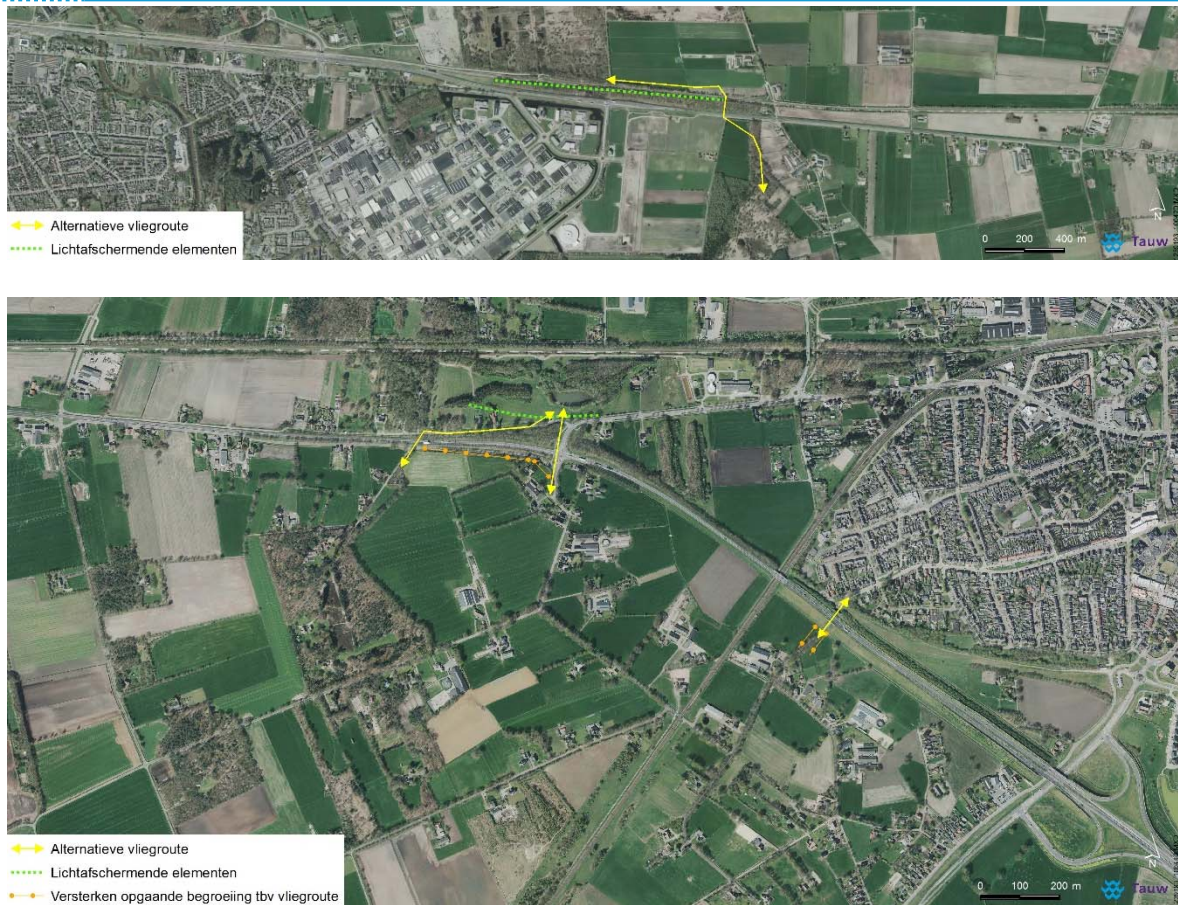 Alternatieve vliegroute
Lichtafschermende elementen
0 200 400 m
N
Tauw
Alternatieve vliegroute
Lichtafschermende elementen
Versterken opgaande begroeiing tbv vliegroute
0 100 200 m
N
Tauw